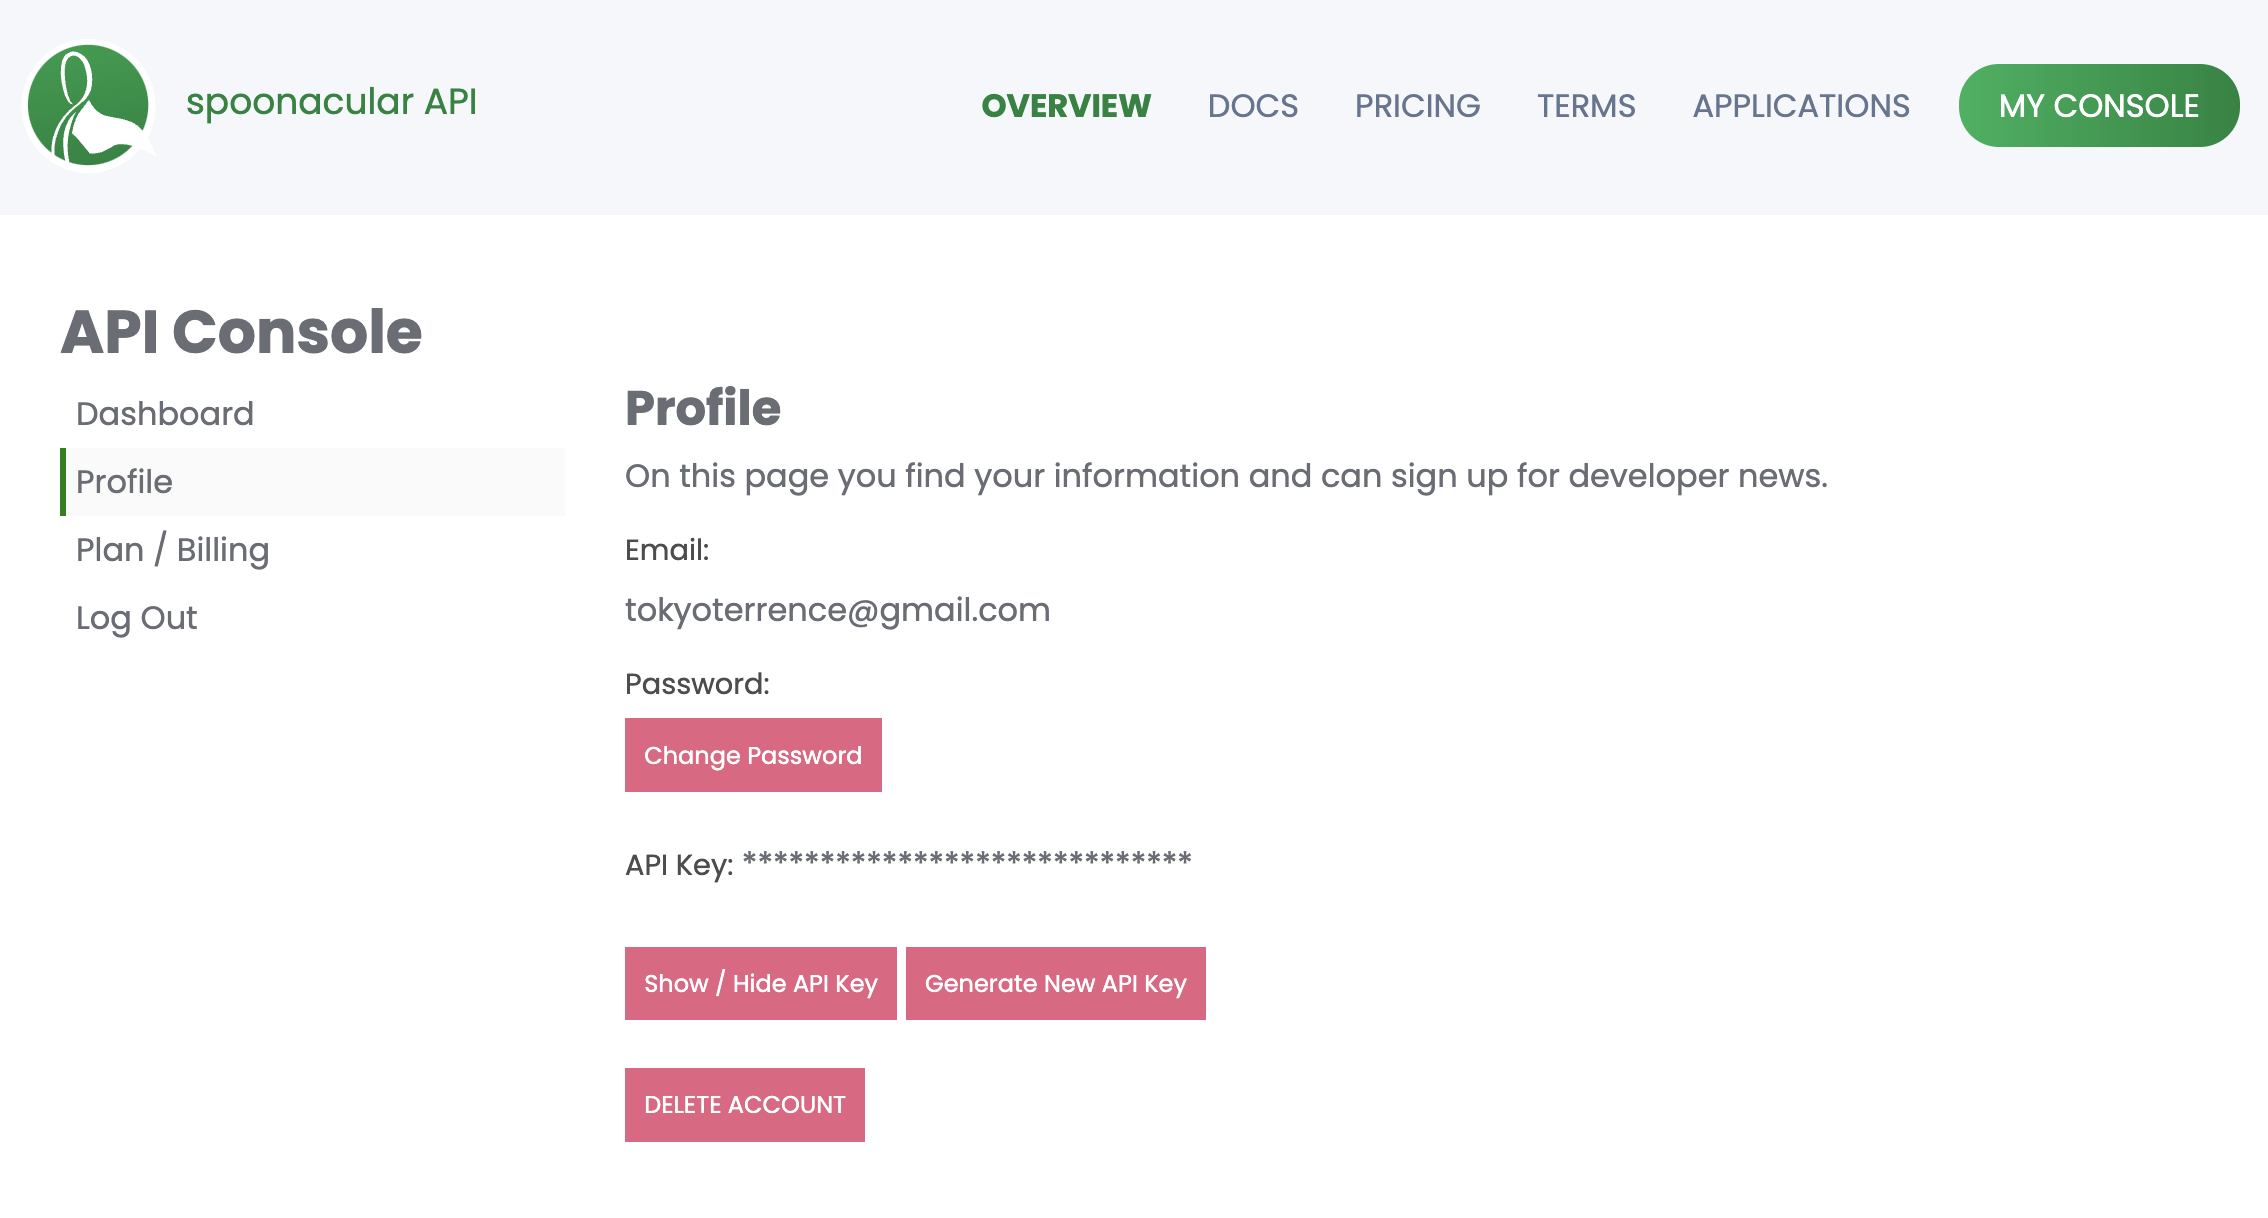 spoonacular API
OVERVIEW DOCS PRICING TERMS APPLICATIONS MY CONSOLE
API Console
Dashboard
Profile
Plan / Billing
Log Out
Profile
On this page you find your information and can sign up for developer news.
Email:
tokyoterrence@gmail.com
Password:
Change Password
API Key: *****************************
Show / Hide API Key Generate New API Key
DELETE ACCOUNT